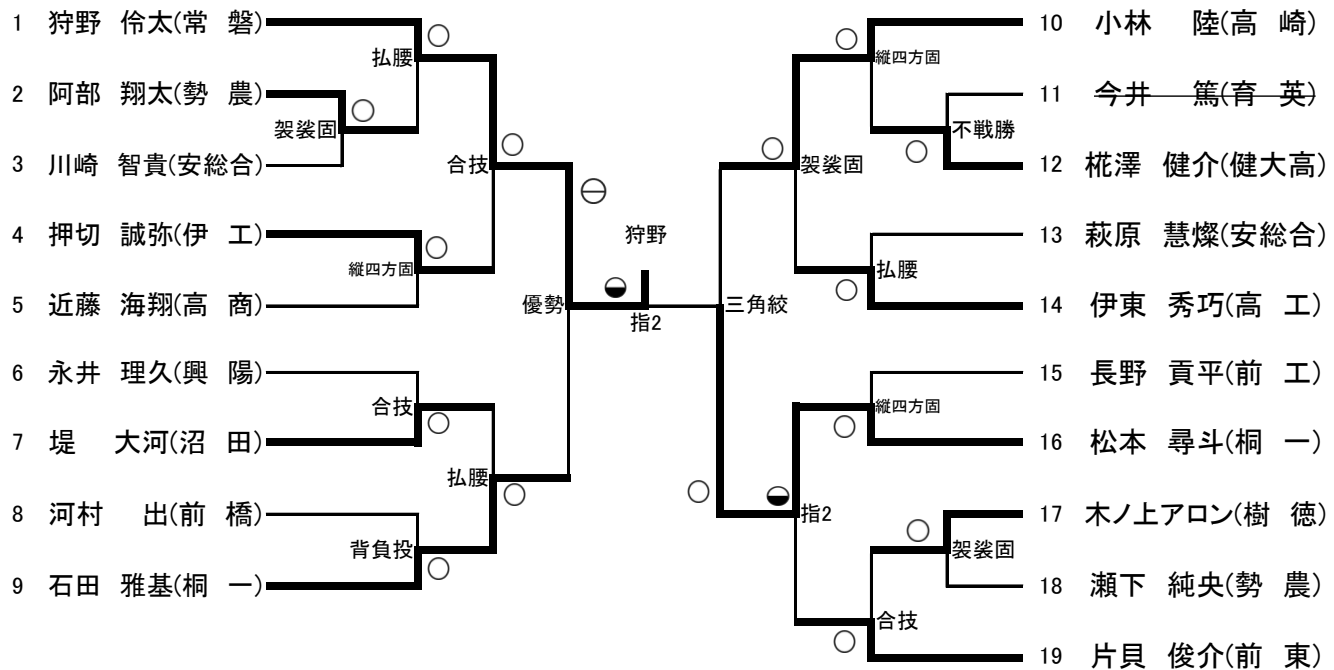 1 狩野 伶太(常 磐)
払腰
2 阿部 翔太(勢 農)
袈裟固
3 川崎 智貴(安総合)
合技
4 押切 誠弥(伊 工)
縦四方固
5 近藤 海翔(高 商)
優勢
6 永井 理久(興 陽)
合技
7 堤 大河(沼 田)
払腰
8 河村 出(前 橋)
背負投
9 石田 雅基(桐 一)
狩野
指2
10 小林 陸(高 崎)
縦四方固
11 今井 篤(育 英)
不戦勝
12 椛澤 健介(健大高)
袈裟固
13 萩原 慧燦(安総合)
払腰
14 伊東 秀巧(高 工)
三角絞
15 長野 貢平(前 工)
縦四方固
16 松本 尋斗(桐 一)
指2
17 木ノ上アロン(樹 徳)
袈裟固
18 瀬下 純央(勢 農)
合技
19 片貝 俊介(前 東)